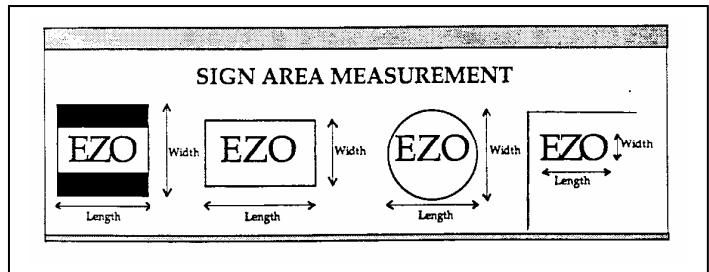 SIGN AREA MEASUREMENT
EZO Width EZO Width EZO Width EZO Width
Length Length Length Length